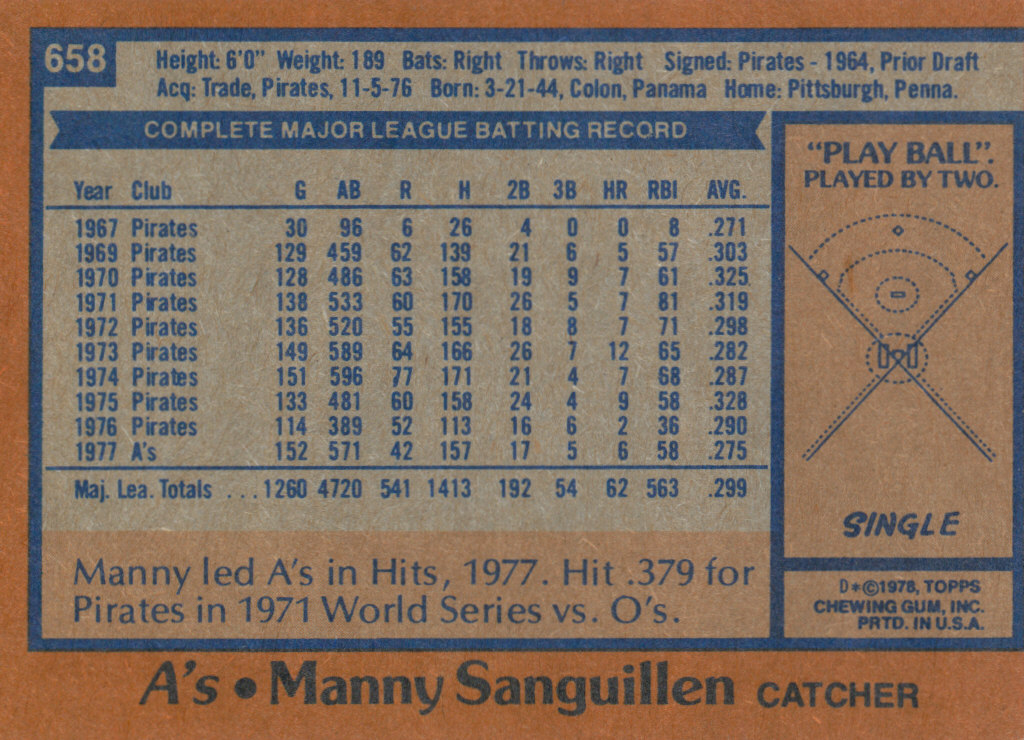 658
Height: 6'0" Weight: 189 Bats: Right Throws: Right Signed: Pirates - 1964, Prior Draft
Acq: Trade, Pirates, 11-5-76 Born: 3-21-44, Colon, Panama Home: Pittsburgh, Penna.
COMPLETE MAJOR LEAGUE BATTING RECORD
Year Club G AB R H 2B 3B HR RBI AVG.
1967 Pirates 30 96 6 26 4 0 0 8 .271
1969 Pirates 129 459 62 139 21 6 5 57 .303
1970 Pirates 128 486 63 158 19 9 7 61 .325
1971 Pirates 138 533 60 170 26 5 7 81 .319
1972 Pirates 136 520 55 155 18 8 7 71 .298
1973 Pirates 149 589 64 166 26 7 12 65 .282
1974 Pirates 151 596 77 171 21 4 7 68 .287
1975 Pirates 133 481 60 158 24 4 9 58 .328
1976 Pirates 114 389 52 113 16 6 2 36 .290
1977 A's 152 571 42 157 17 5 6 58 .275
Maj. Lea. Totals ...1260 4720 541 1413 192 54 62 563 .299
Manny led A's in Hits, 1977. Hit .379 for
Pirates in 1971 World Series vs. O's.
"PLAY BALL".
PLAYED BY TWO.
SINGLE
D*©1978, TOPPS
CHEWING GUM, INC.
PRTD. IN U.S.A.
A's • Manny Sanguillen CATCHER